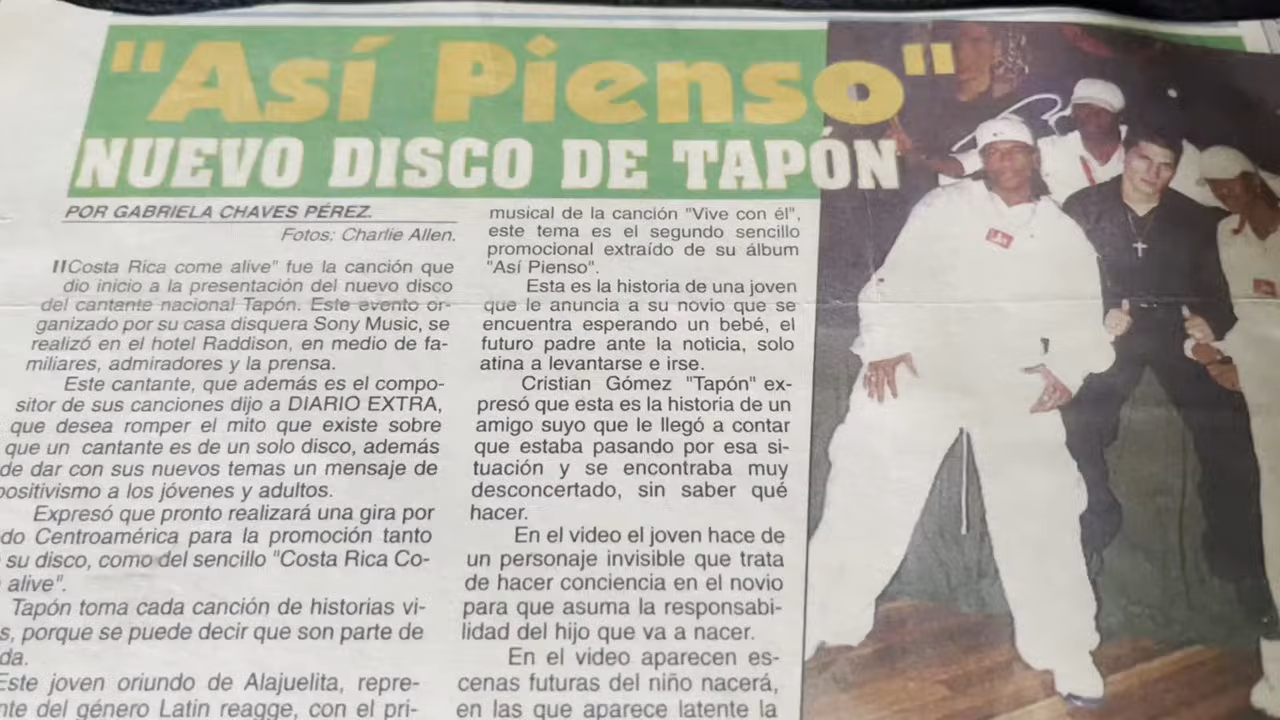 "Así Pienso"
NUEVO DISCO DE TAPÓN
POR GABRIELA CHAVES PÉREZ.
Fotos: Charlie Allen.
"Costa Rica come alive" fue la canción que
dio inicio a la presentación del nuevo disco
del cantante nacional Tapón. Este evento or-
ganizado por su casa disquera Sony Music, se
realizó en el hotel Raddison, en medio de fa-
miliares, admiradores y la prensa.
Este cantante, que además es el compo-
sitor de sus canciones dijo a DIARIO EXTRA,
que desea romper el mito que existe sobre
que un cantante es de un solo disco, además
de dar con sus nuevos temas un mensaje de
positivismo a los jóvenes y adultos.
Expresó que pronto realizará una gira por
do Centroamérica para la promoción tanto
su disco, como del sencillo "Costa Rica Co-
alive".
Tapón toma cada canción de historias vi-
s, porque se puede decir que son parte de
da.
Este joven oriundo de Alajuelita, repre-
nte del género Latin reagge, con el pri-
musical de la canción "Vive con él",
este tema es el segundo sencillo
promocional extraído de su álbum
"Así Pienso".
Esta es la historia de una joven
que le anuncia a su novio que se
encuentra esperando un bebé, el
futuro padre ante la noticia, solo
atina a levantarse e irse.
Cristian Gómez "Tapón" ex-
presó que esta es la historia de un
amigo suyo que le llegó a contar
que estaba pasando por esa si-
tuación y se encontraba muy
desconcertado, sin saber qué
hacer.
En el video el joven hace de
un personaje invisible que trata
de hacer conciencia en el novio
para que asuma la responsabi-
lidad del hijo que va a nacer.
En el video aparecen es-
cenas futuras del niño nacerá,
en las que aparece latente la